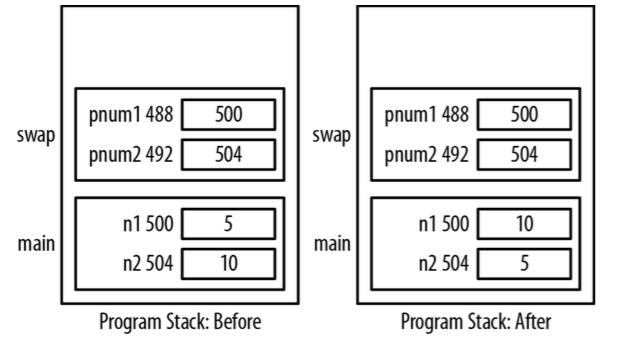 pnum1 488 500
pnum2 492 504
swap
n1 500 5
n2 504 10
main
Program Stack: Before
pnum1 488 500
pnum2 492 504
swap
n1 500 10
n2 504 5
main
Program Stack: After